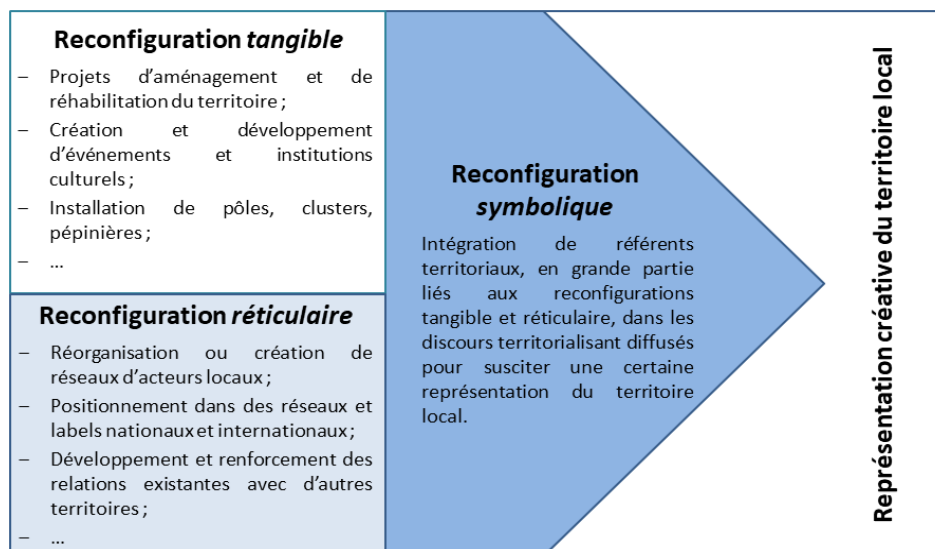 Reconfiguration tangible
– Projets d’aménagement et de
réhabilitation du territoire ;
– Création et développement
d’événements et institutions
culturels ;
– Installation de pôles, clusters,
pépinières ;
– ...
Reconfiguration réticulaire
– Réorganisation ou création de
réseaux d’acteurs locaux ;
– Positionnement dans des réseaux et
labels nationaux et internationaux ;
– Développement et renforcement des
relations existantes avec d’autres
territoires ;
– ...
Reconfiguration
symbolique
Intégration de référents
territoriaux, en grande partie
liés aux reconfigurations
tangible et réticulaire, dans les
discours territorialisant diffusés
pour susciter une certaine
représentation du territoire
local.
Représentation créative du territoire local